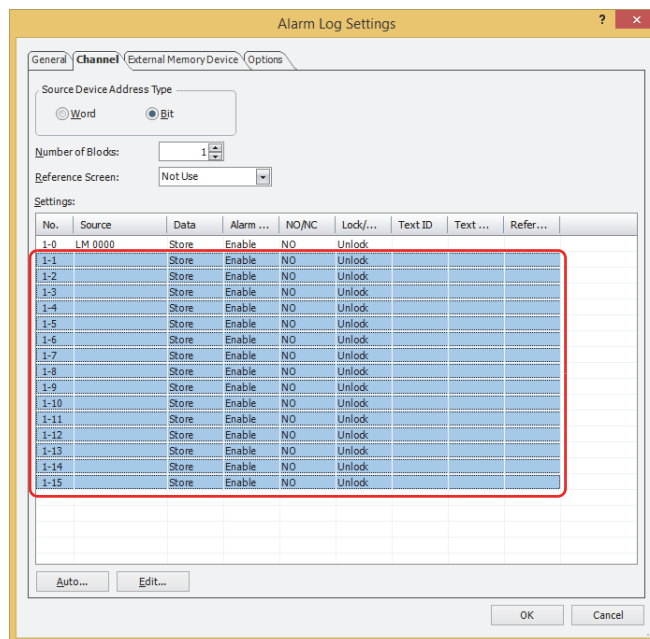 Alarm Log Settings
? ×
General Channel External Memory Device Options
Source Device Address Type
Word Bit
Number of Blocks: 1
Reference Screen: Not Use
Settings:
No. Source Data Alarm ... NO/NC Lock/... Text ID Text ... Refer...
1-0 LM 0000 Store Enable NO Unlock
1-1 Store Enable NO Unlock
1-2 Store Enable NO Unlock
1-3 Store Enable NO Unlock
1-4 Store Enable NO Unlock
1-5 Store Enable NO Unlock
1-6 Store Enable NO Unlock
1-7 Store Enable NO Unlock
1-8 Store Enable NO Unlock
1-9 Store Enable NO Unlock
1-10 Store Enable NO Unlock
1-11 Store Enable NO Unlock
1-12 Store Enable NO Unlock
1-13 Store Enable NO Unlock
1-14 Store Enable NO Unlock
1-15 Store Enable NO Unlock
Auto... Edit...
OK Cancel